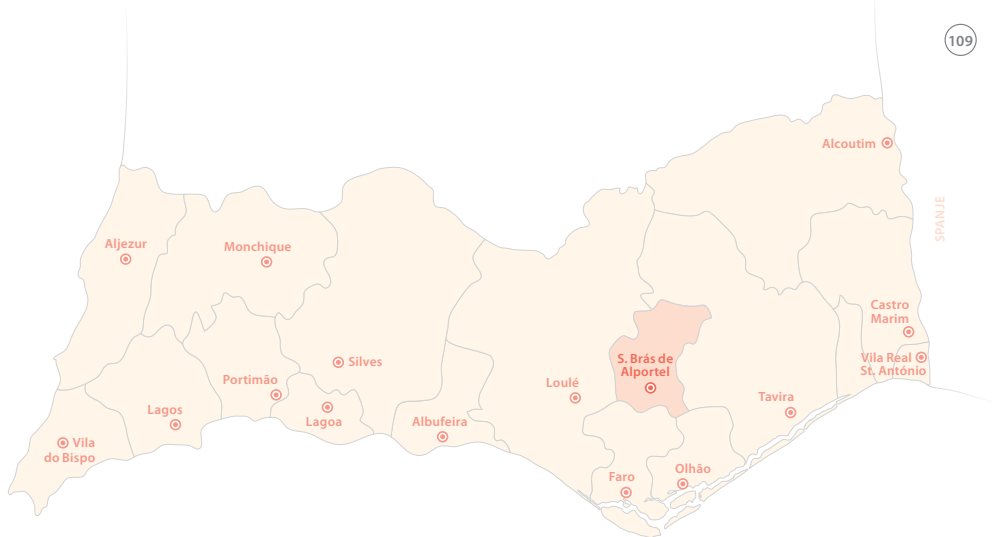 109
Alcoutim
SPANJE
Aljezur
Monchique
Castro
Marim
S. Brás de
Alportel
Vila Real
St. António
Silves
Portimão
Loulé
Tavira
Lagos
Lagoa
Albufeira
Vila
do Bispo
Faro
Olhão